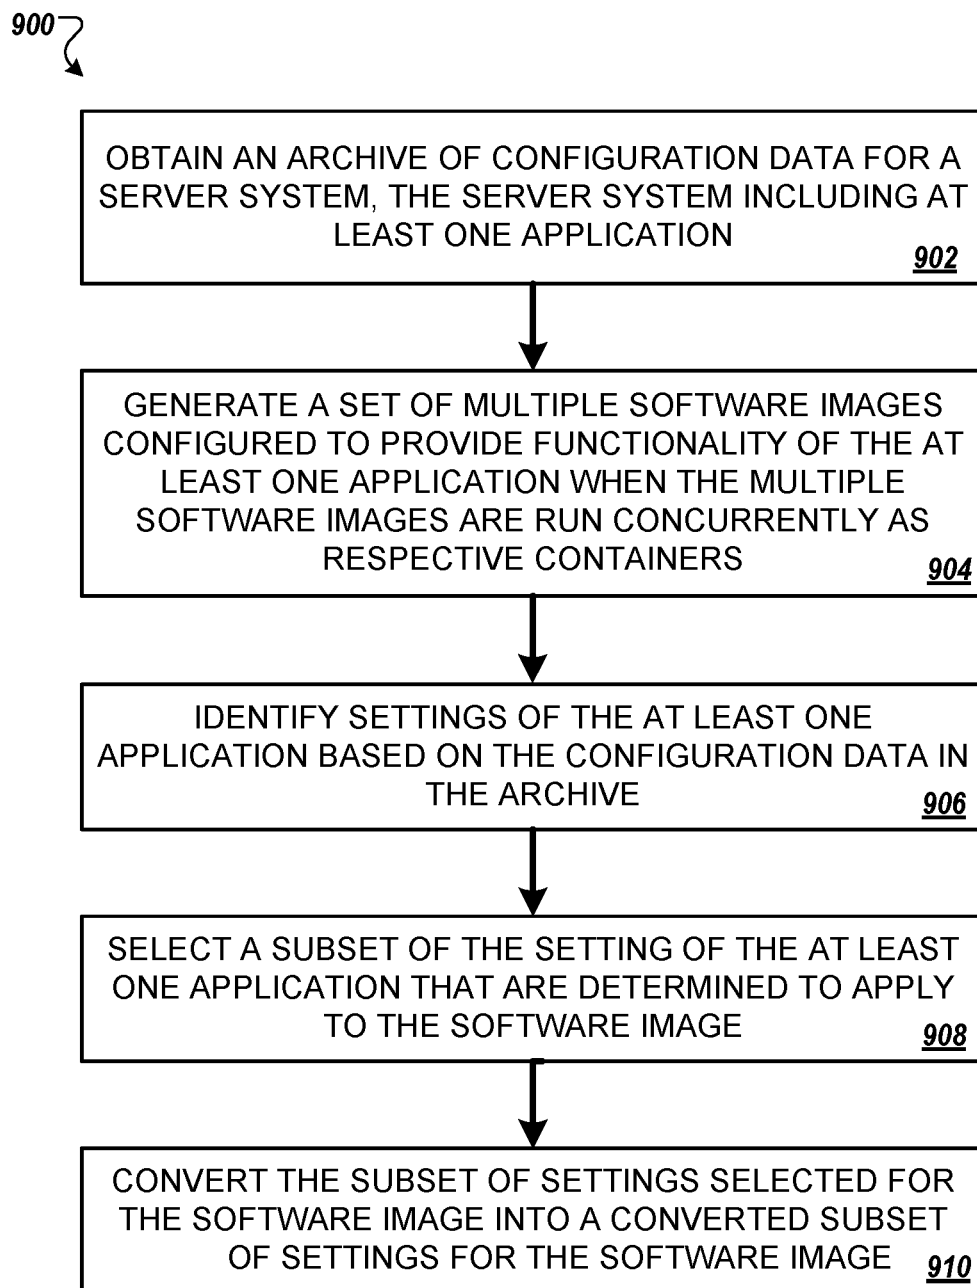 900
OBTAIN AN ARCHIVE OF CONFIGURATION DATA FOR A
SERVER SYSTEM, THE SERVER SYSTEM INCLUDING AT
LEAST ONE APPLICATION
902
GENERATE A SET OF MULTIPLE SOFTWARE IMAGES
CONFIGURED TO PROVIDE FUNCTIONALITY OF THE AT
LEAST ONE APPLICATION WHEN THE MULTIPLE
SOFTWARE IMAGES ARE RUN CONCURRENTLY AS
RESPECTIVE CONTAINERS
904
IDENTIFY SETTINGS OF THE AT LEAST ONE
APPLICATION BASED ON THE CONFIGURATION DATA IN
THE ARCHIVE
906
SELECT A SUBSET OF THE SETTING OF THE AT LEAST
ONE APPLICATION THAT ARE DETERMINED TO APPLY
TO THE SOFTWARE IMAGE
908
CONVERT THE SUBSET OF SETTINGS SELECTED FOR
THE SOFTWARE IMAGE INTO A CONVERTED SUBSET
OF SETTINGS FOR THE SOFTWARE IMAGE
910